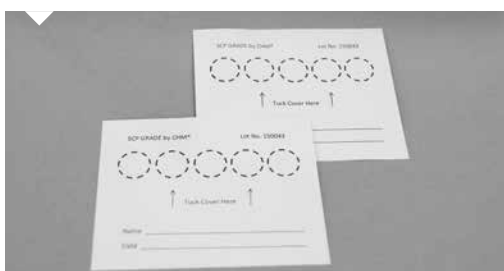 SCP GRADE by CHM® Lot No. 150043
↑ Tuck Cover Here ↑
SCP GRADE by CHM® Lot No. 150043
↑ Tuck Cover Here ↑
Name
Date